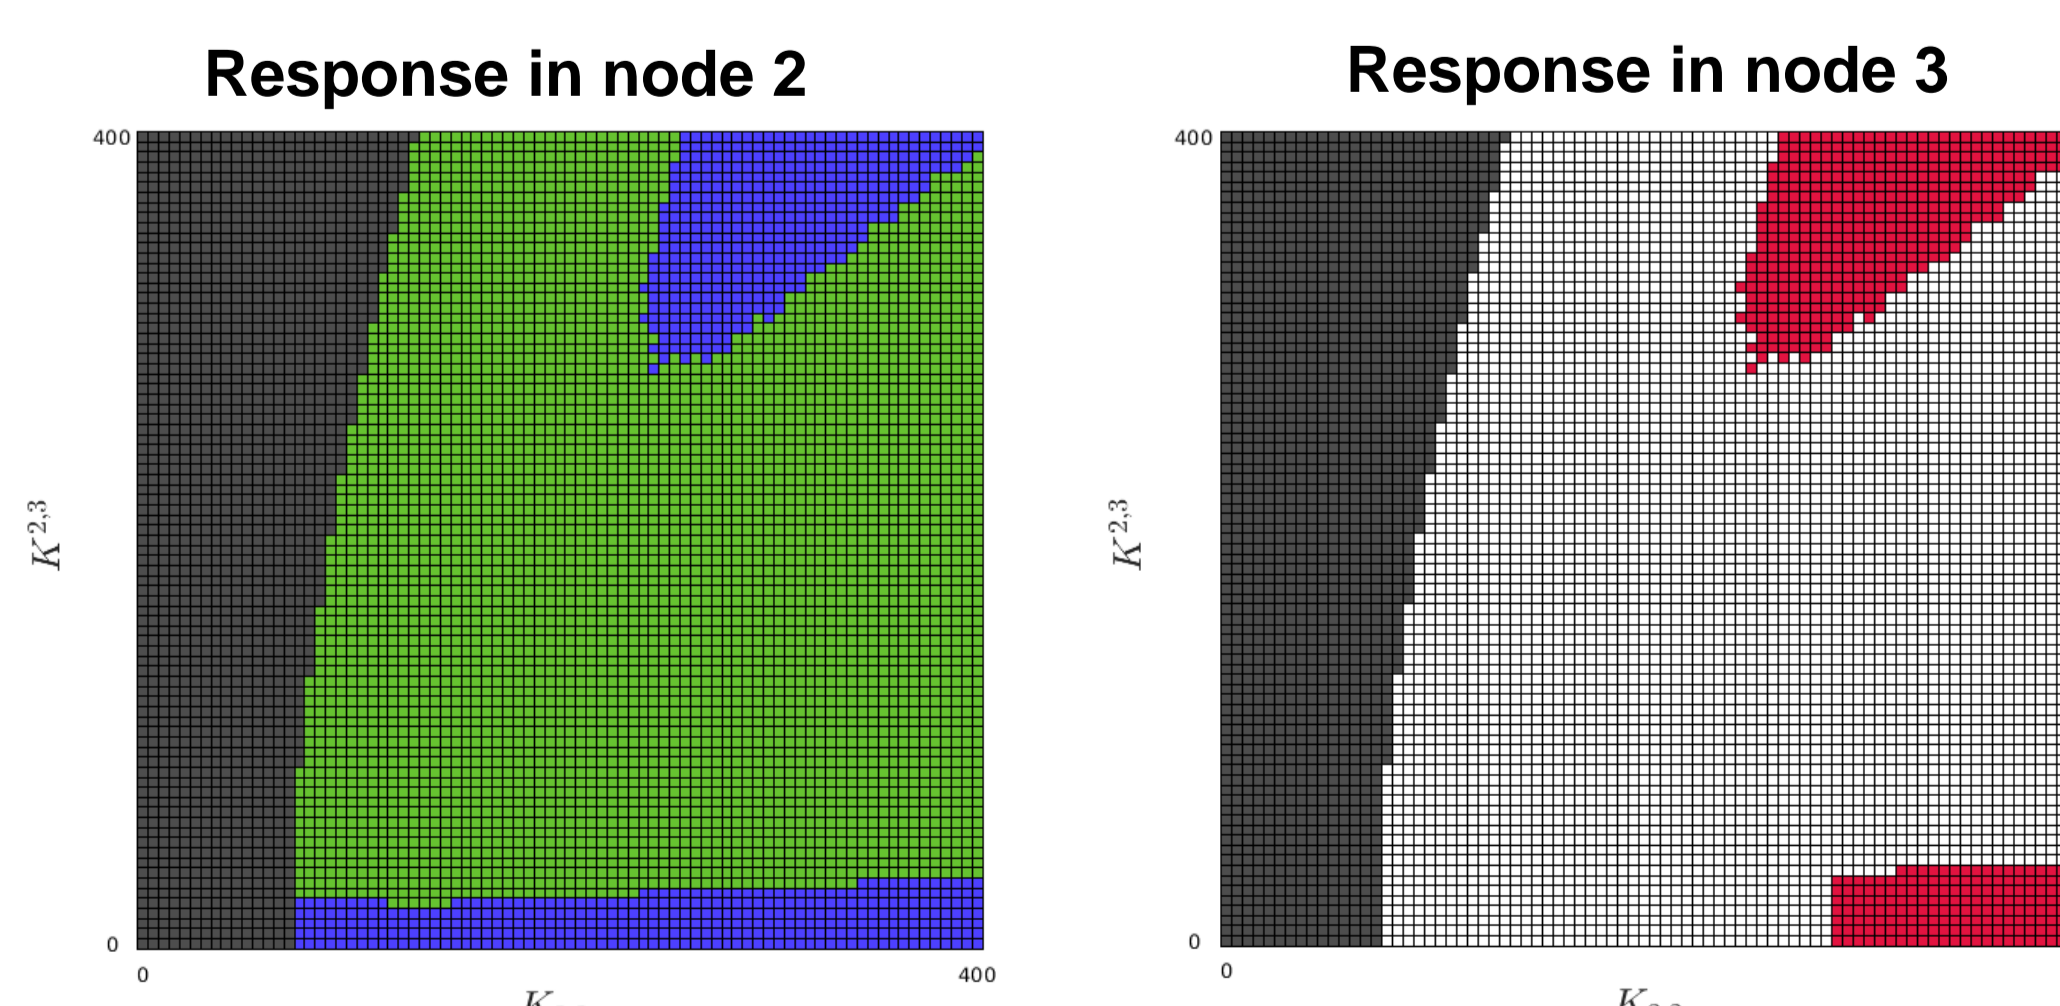 Response in node 2
Response in node 3
400
K^{2,3}
0
0
400
K
400
K^{2,3}
0
0
K